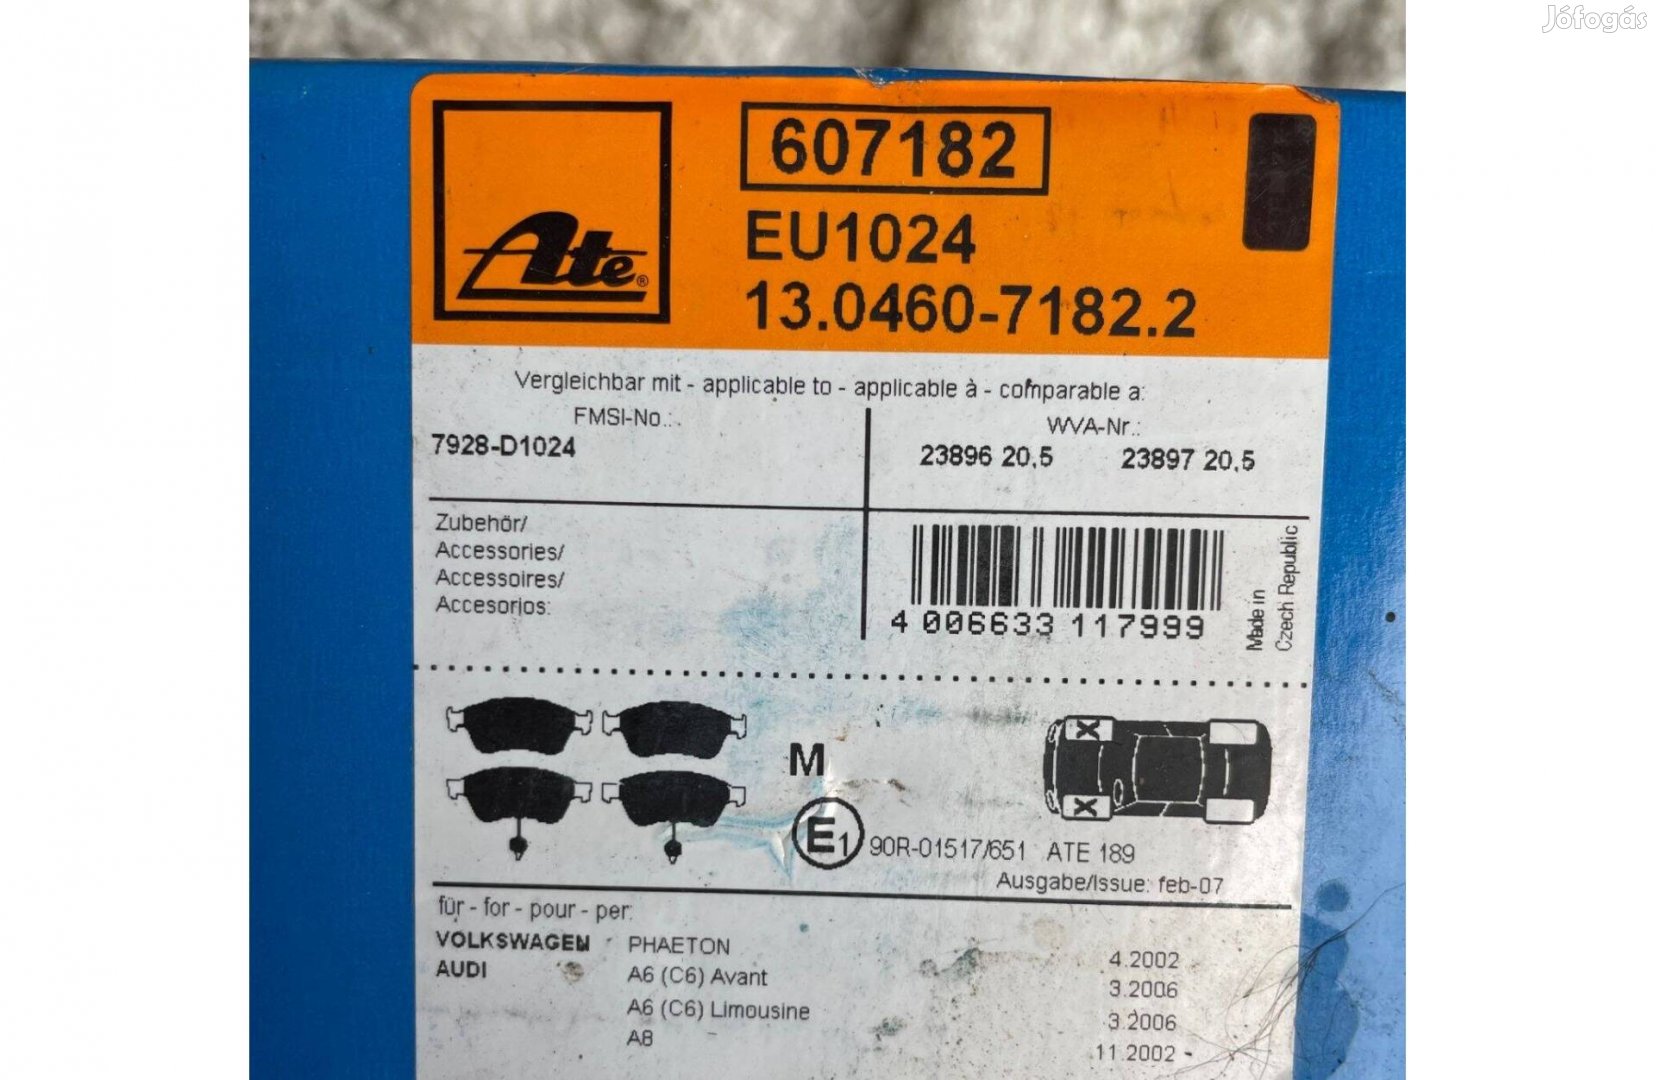 Jófogás
Ate®
607182
EU1024
13.0460-7182.2
Vergleichbar mit - applicable to - applicable à - comparable a:
FMSI-No.:
7928-D1024
WVA-Nr.:
23896 20,5 23897 20,5
Zubehör/
Accessories/
Accessoires/
Accesorios:
4 006633 117999
Made in
Czech Republic
M
E1 90R-01517/651 ATE 189
Ausgabe/Issue: feb-07
für - for - pour - per:
VOLKSWAGEN PHAETON 4.2002
AUDI A6 (C6) Avant 3.2006
A6 (C6) Limousine 3.2006
A8 11.2002 -